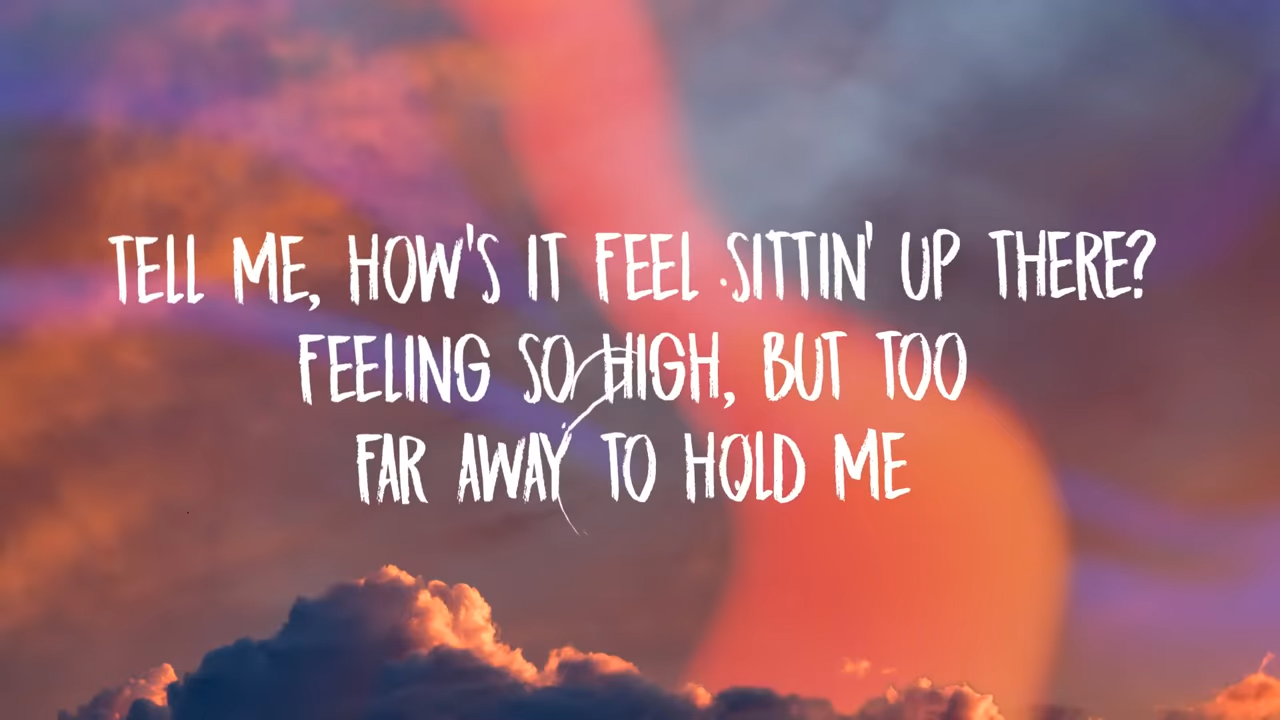 TELL ME, HOW'S IT FEEL SITTIN' UP THERE?
FEELING SO HIGH, BUT TOO
FAR AWAY TO HOLD ME